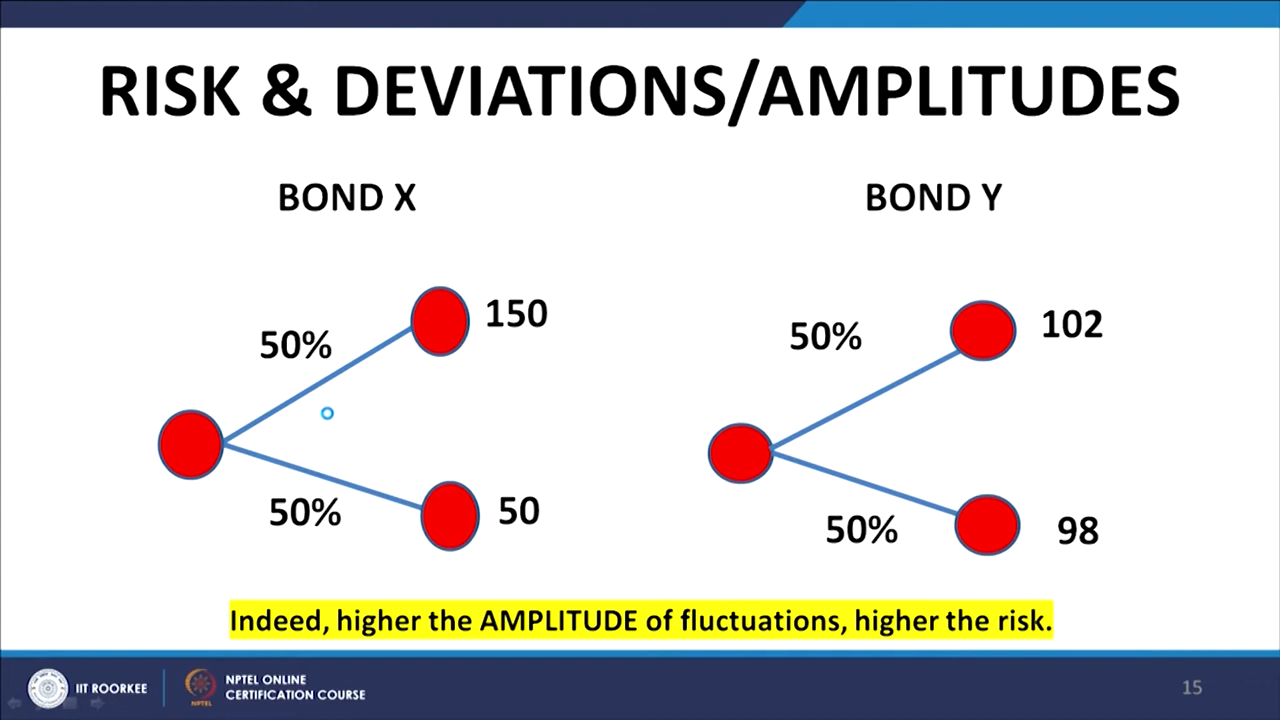 RISK & DEVIATIONS/AMPLITUDES
BOND X
BOND Y
50%
150
50%
50
50%
102
50%
98
Indeed, higher the AMPLITUDE of fluctuations, higher the risk.
IIT ROORKEE
NPTEL
NPTEL ONLINE
CERTIFICATION COURSE
15